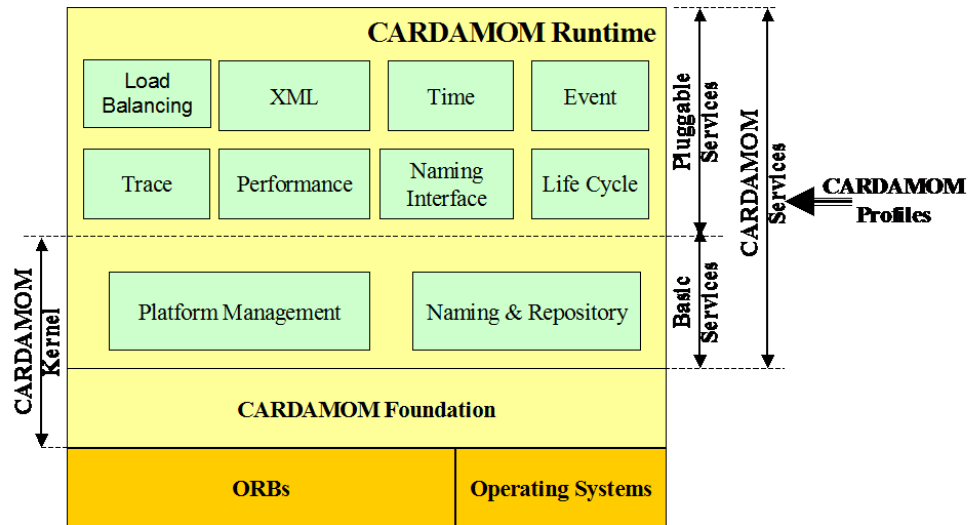 CARDAMOM Runtime
Load
Balancing
XML
Time
Event
Trace
Performance
Naming
Interface
Life Cycle
Platform Management
Naming & Repository
CARDAMOM Foundation
ORBs
Operating Systems
CARDAMOM
Kernel
Pluggable
Services
Basic
Services
CARDAMOM
Services
CARDAMOM
Profiles